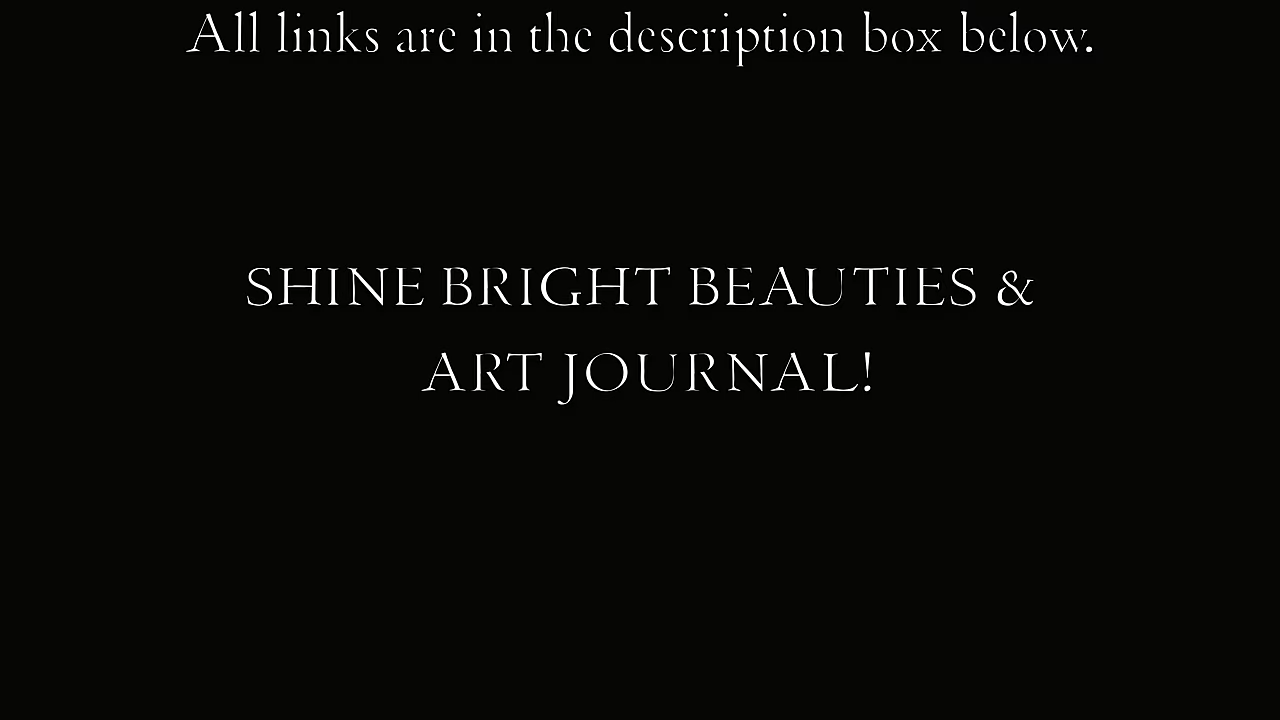 All links are in the description box below.
SHINE BRIGHT BEAUTIES &
ART JOURNAL!